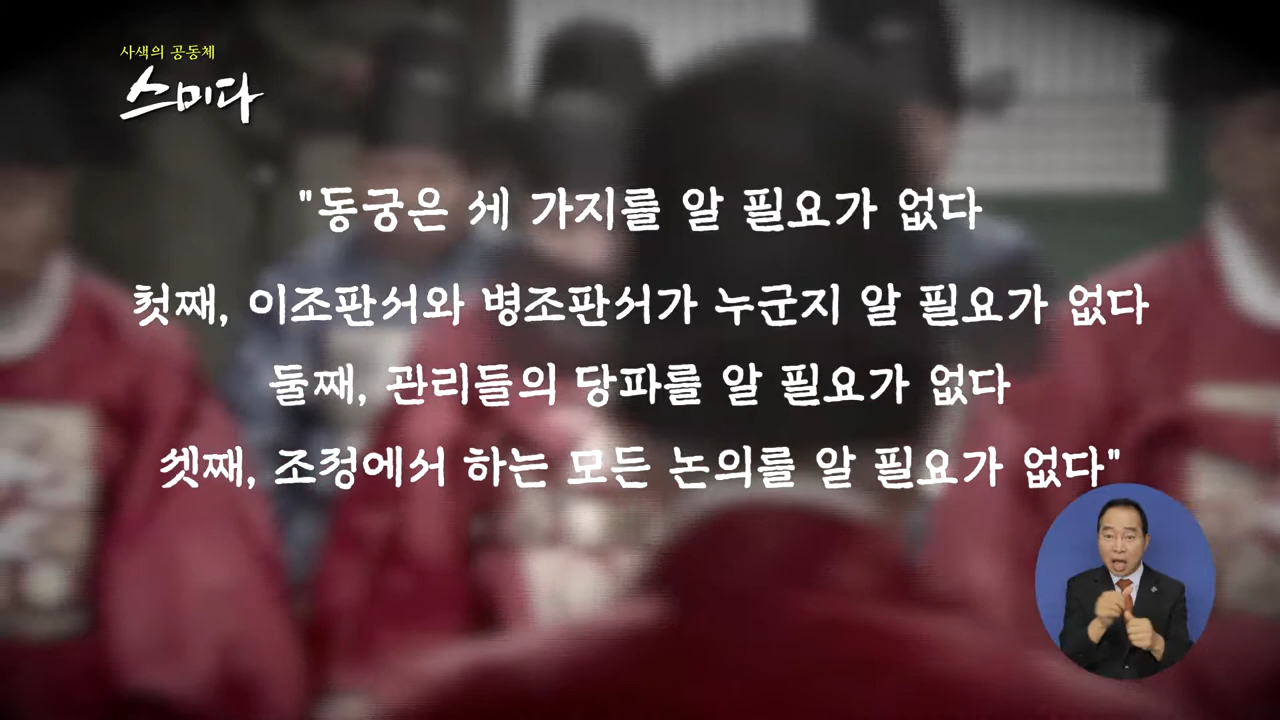 사색의 공동체
스미다
"동궁은 세 가지를 알 필요가 없다
첫째, 이조판서와 병조판서가 누군지 알 필요가 없다
둘째, 관리들의 당파를 알 필요가 없다
셋째, 조정에서 하는 모든 논의를 알 필요가 없다"